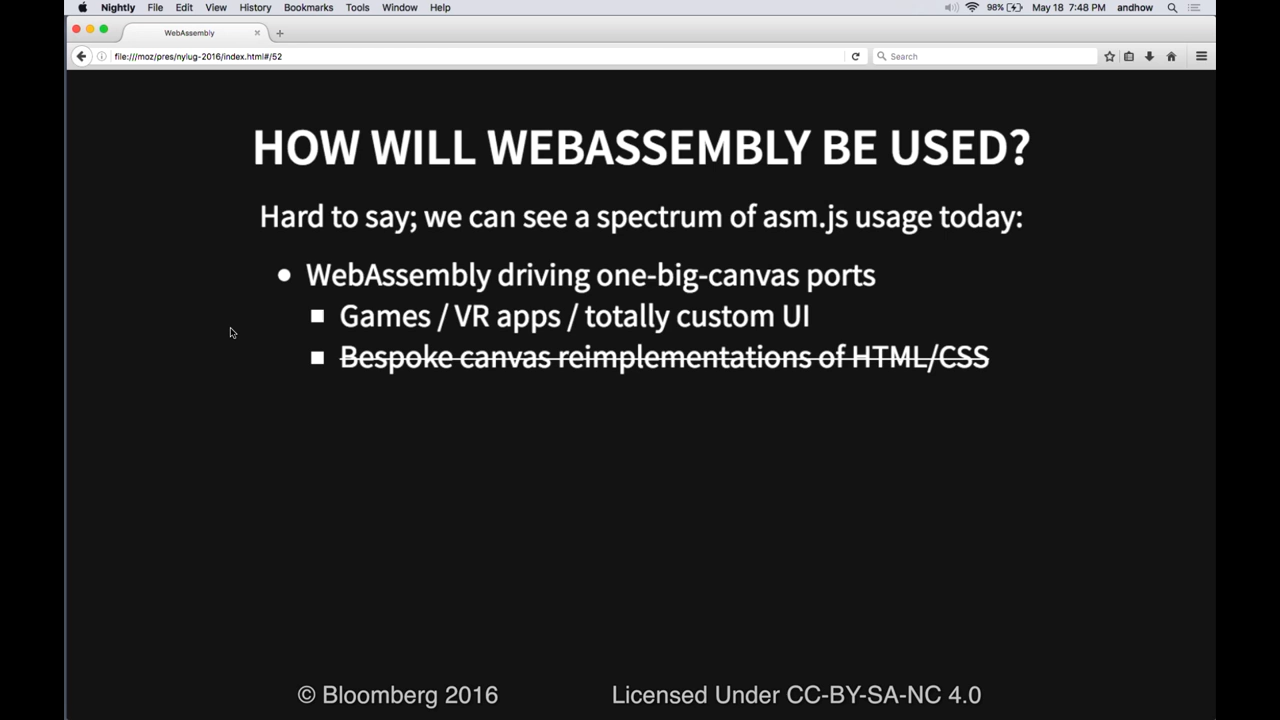 Nightly File Edit View History Bookmarks Tools Window Help 98% May 18 7:48 PM andhow
WebAssembly
file:///moz/pres/nylug-2016/index.html#/52 Search
HOW WILL WEBASSEMBLY BE USED?
Hard to say; we can see a spectrum of asm.js usage today:
WebAssembly driving one-big-canvas ports
Games / VR apps / totally custom UI
Bespoke canvas reimplementations of HTML/CSS
© Bloomberg 2016 Licensed Under CC-BY-SA-NC 4.0